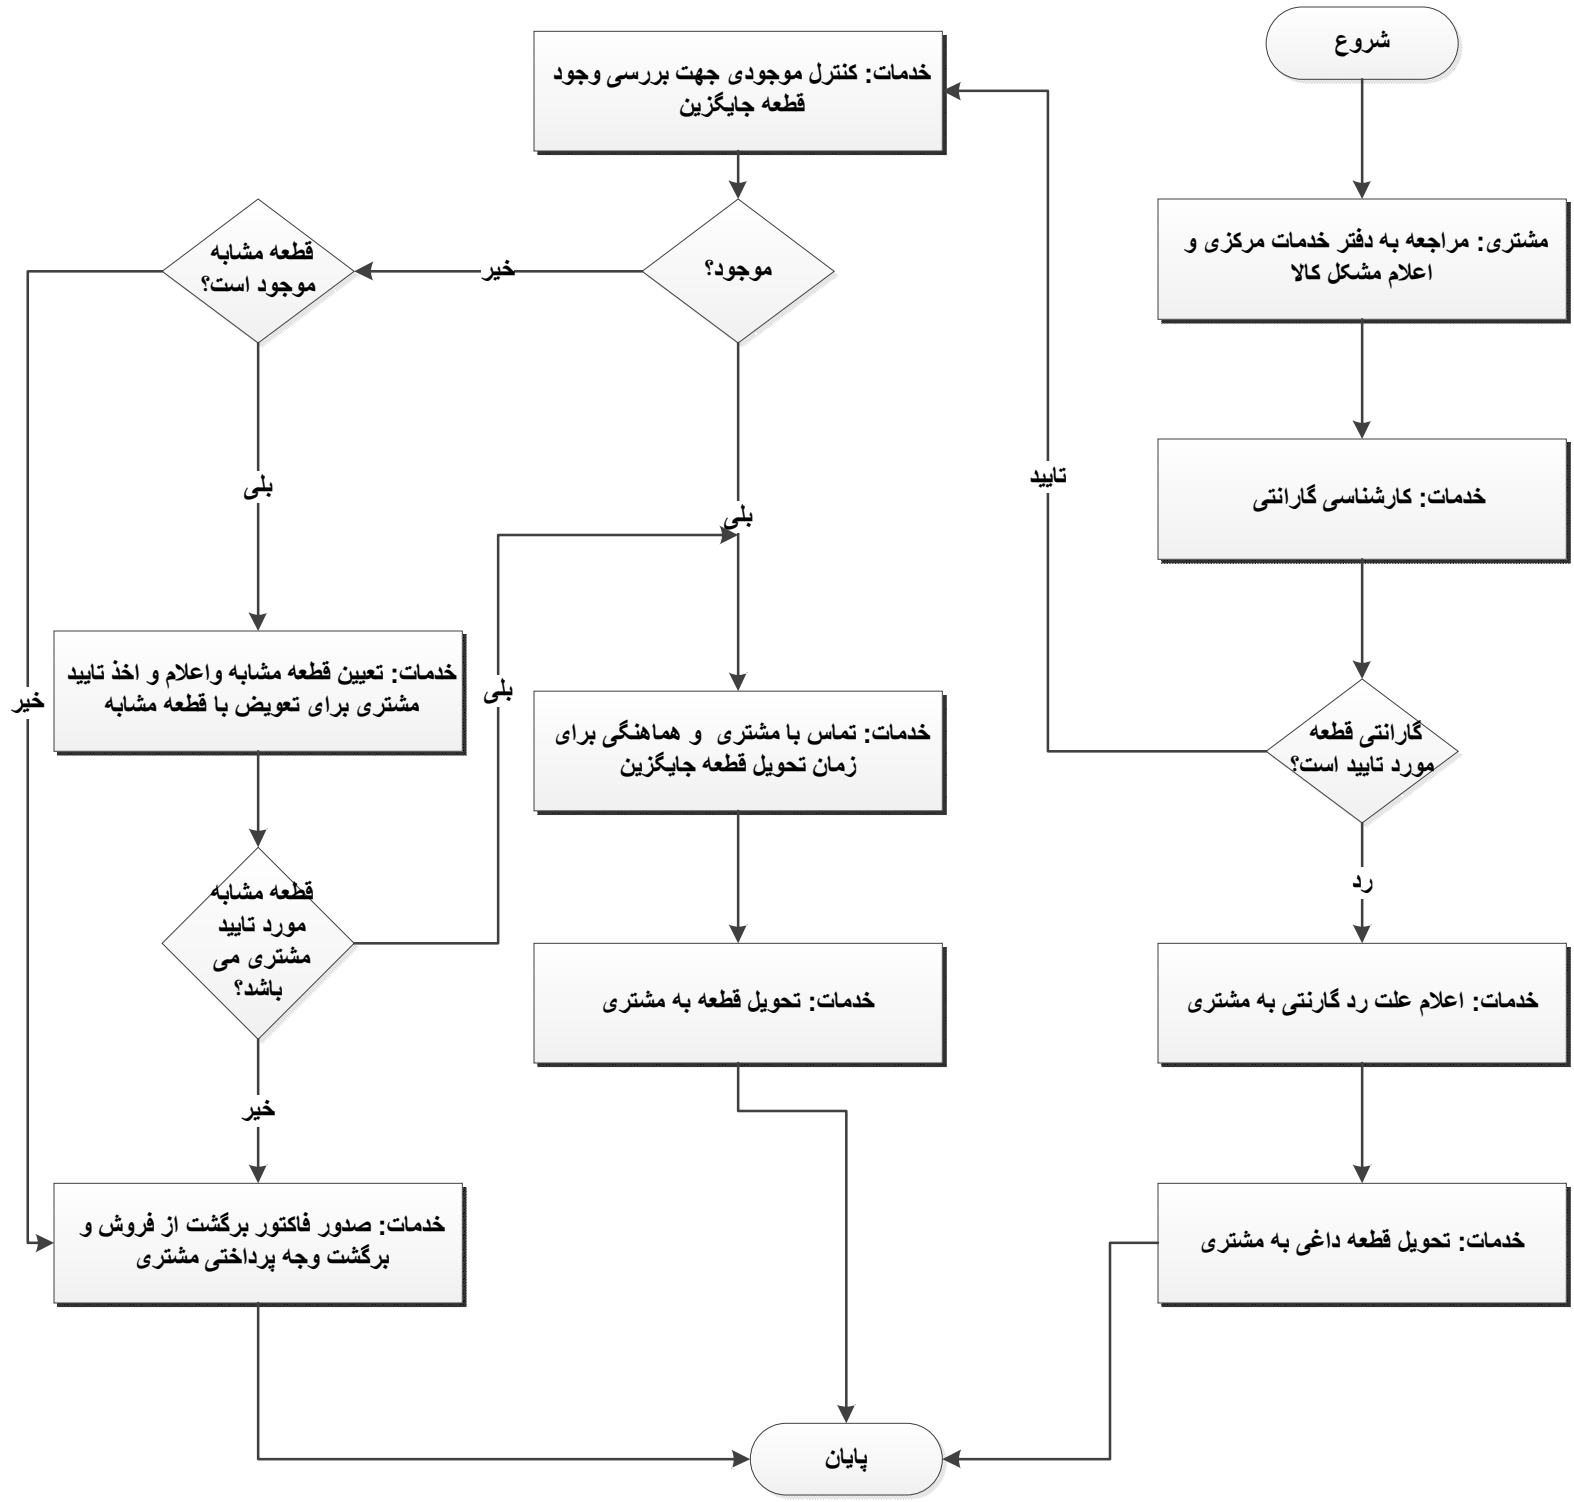 شروع
مشتری: مراجعه به دفتر خدمات مرکزی و
اعلام مشکل کالا
خدمات: کارشناسی گارانتی
گارانتی قطعه
مورد تایید است؟
تایید
رد
خدمات: اعلام علت رد گارنتی به مشتری
خدمات: تحویل قطعه داغی به مشتری
خدمات: کنترل موجودی جهت بررسی وجود
قطعه جایگزین
موجود؟
خیر
بلی
خدمات: تماس با مشتری و هماهنگی برای
زمان تحویل قطعه جایگزین
خدمات: تحویل قطعه به مشتری
قطعه مشابه
موجود است؟
بلی
خیر
خدمات: تعیین قطعه مشابه واعلام و اخذ تایید
مشتری برای تعویض با قطعه مشابه
بلی
قطعه مشابه
مورد تایید
مشتری می
باشد؟
خیر
خدمات: صدور فاکتور برگشت از فروش و
برگشت وجه پرداختی مشتری
پایان